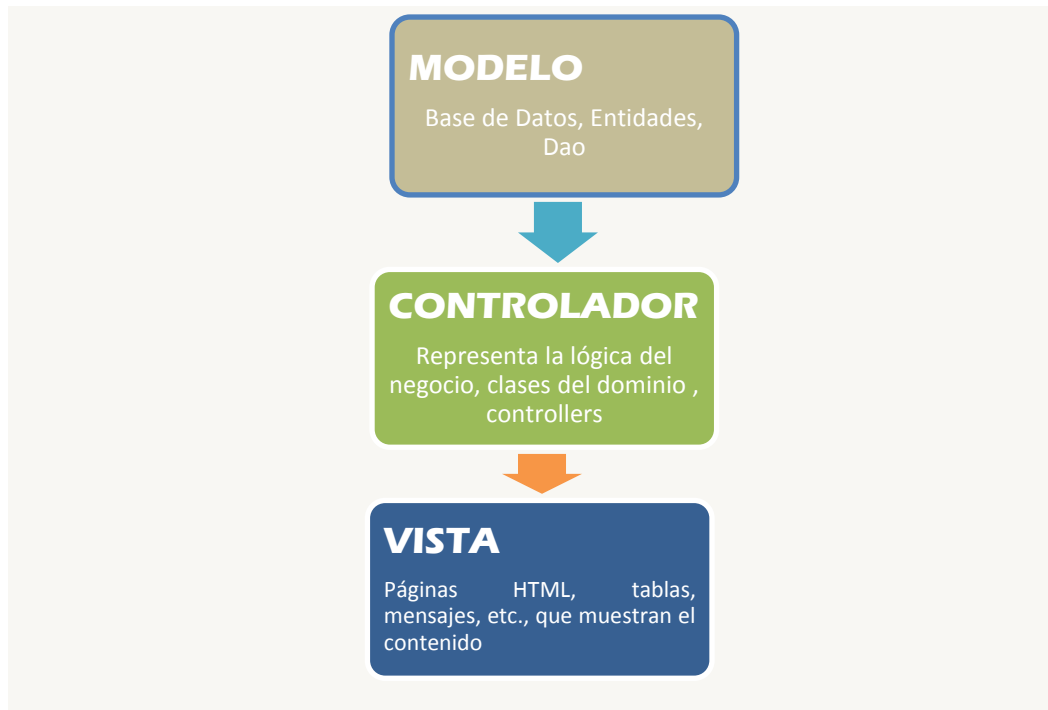 MODELO
Base de Datos, Entidades,
Dao
CONTROLADOR
Representa la lógica del
negocio, clases del dominio ,
controllers
VISTA
Páginas HTML, tablas,
mensajes, etc., que muestran el
contenido